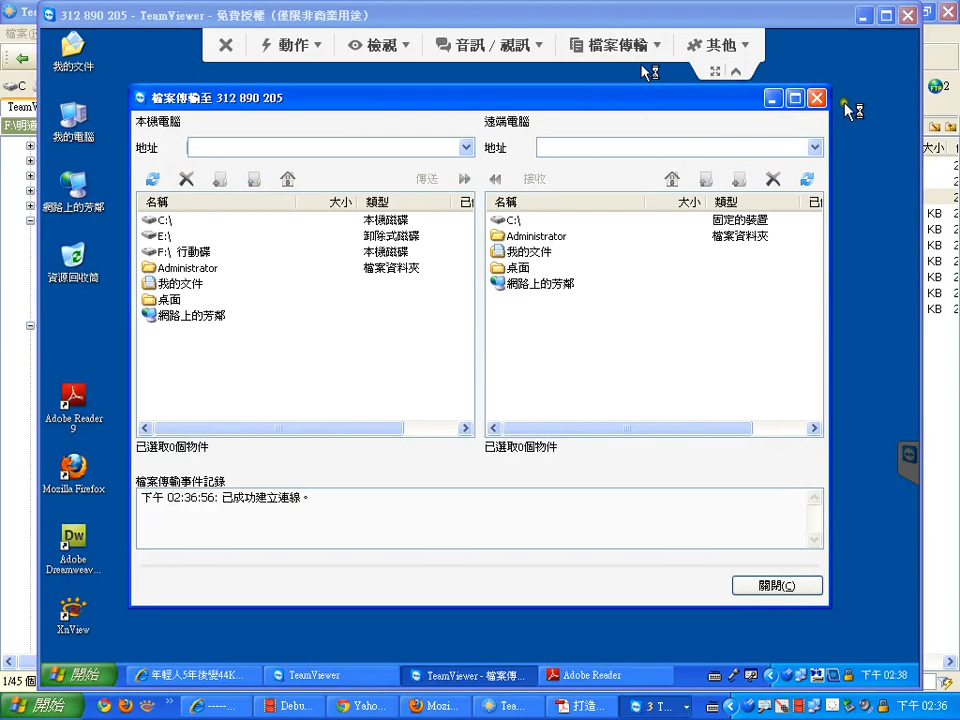 312 890 205 - TeamViewer - 免費授權（僅限非商業用途）
動作
檢視
音訊 / 視訊
檔案傳輸
其他
我的文件
我的電腦
網路上的芳鄰
資源回收筒
Adobe Reader 9
Mozilla Firefox
Adobe Dreamweav...
XnView
檔案傳輸至 312 890 205
本機電腦
地址
傳送
名稱 大小 類型
C:\ 本機磁碟
E:\ 卸除式磁碟
F:\ 行動碟 本機磁碟
Administrator 檔案資料夾
我的文件
桌面
網路上的芳鄰
已選取0個物件
遠端電腦
地址
接收
名稱 大小 類型
C:\ 固定的裝置
Administrator 檔案資料夾
我的文件
桌面
網路上的芳鄰
已選取0個物件
檔案傳輸事件記錄
下午 02:36:56: 已成功建立連線。
關閉(C)
大小
KB
KB
KB
KB
KB
KB
KB
開始
年輕人5年後變44K...
TeamViewer
TeamViewer - 檔案傳...
Adobe Reader
下午 02:38
1/45 個
開始
-----...
Debu...
Yaho...
Mozi...
Tea...
打造...
3 T...
下午 02:36